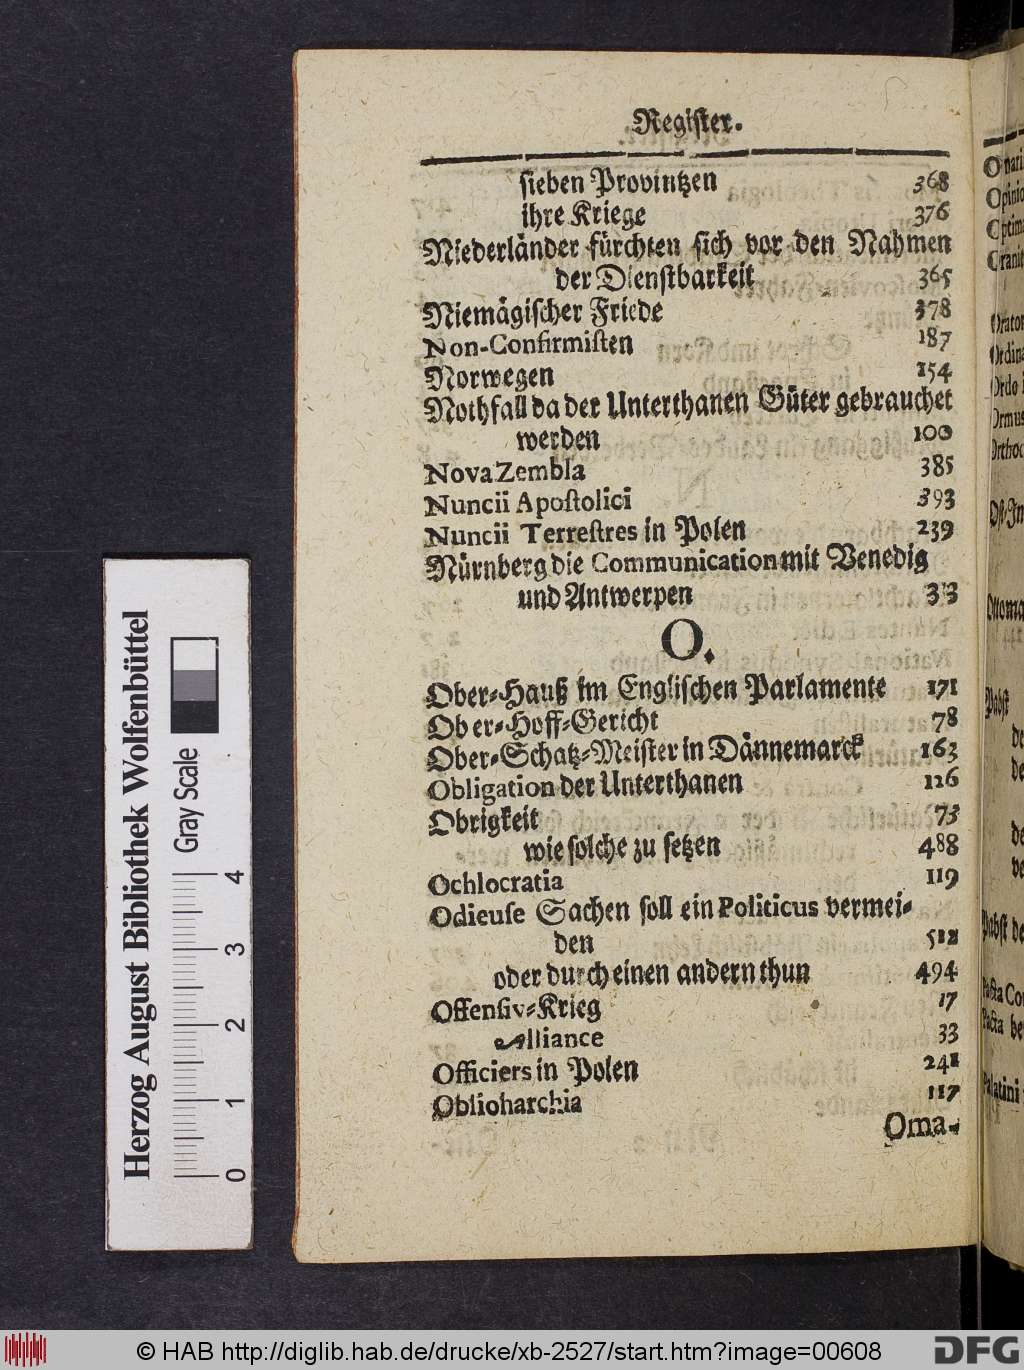 Regiſter.
ſieben Provintzen 368
ihre Kriege 376
Niederländer fürchten ſich vor den Nahmen
der Dienſtbarkeit 365
Niemägiſcher Friede 378
Non-Confirmiſten 187
Norwegen 154
Nothfall da der Unterthanen Güter gebrauchet
werden 100
Nova Zembla 385
Nuncii Apoſtolici 393
Nuncii Terreſtres in Polen 239
Nürnberg die Communication mit Venedig
und Antwerpen 313
O.
Ober-Hauß im Engliſchen Parlamente 171
Ober-Hoff-Gericht 78
Ober-Schatz-Meiſter in Dännemarck 163
Obligation der Unterthanen 126
Obrigkeit 73
wie ſolche zu ſetzen 488
Ochlocratia 119
Odieuſe Sachen ſoll ein Politicus vermei-
den 512
oder durch einen andern thun 494
Offenſiv-Krieg 17
Alliance 33
Officiers in Polen 241
Oblioharchia 117
Oma-
Herzog August Bibliothek Wolfenbüttel
Gray Scale
0 1 2 3 4
© HAB http://diglib.hab.de/drucke/xb-2527/start.htm?image=00608
DFG